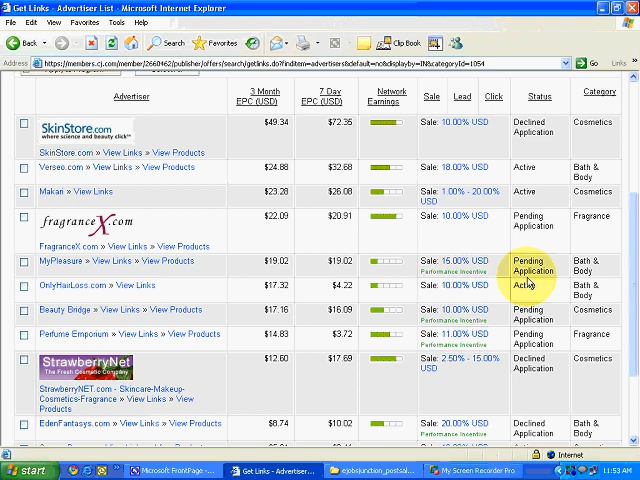 Get Links - Advertiser List - Microsoft Internet Explorer
File Edit View Favorites Tools Help
Back Search Favorites Clip Book
Address https://members.cj.com/member/2660462/publisher/offers/search/getlinks.do?finditem=advertisers&default=no&displayby=IN&categoryId=1054 Go Links
Advertiser 3 Month EPC (USD) 7 Day EPC (USD) Network Earnings Sale Lead Click Status Category
SkinStore.com
where science and beauty click
$49.34 $72.35 Sale: 10.00% USD Declined Application Cosmetics
SkinStore.com » View Links » View Products
Verseo.com » View Links » View Products $24.88 $32.68 Sale: 18.00% USD Active Bath & Body
Makari » View Links $23.28 $26.08 Sale: 1.00% - 20.00% USD Active Cosmetics
fragranceX.com
$22.09 $20.91 Sale: 10.00% USD Pending Application Fragrance
FragranceX.com » View Links » View Products
MyPleasure » View Links » View Products $19.02 $19.02 Sale: 15.00% USD Pending Application Bath & Body
Performance Incentive
OnlyHairLoss.com » View Links $17.32 $4.22 Sale: 10.00% USD Active Bath & Body
Beauty Bridge » View Links » View Products $17.16 $16.09 Sale: 10.00% USD Pending Application Cosmetics
Perfume Emporium » View Links » View Products $14.83 $3.72 Sale: 11.00% USD Pending Application Fragrance
Performance Incentive
StrawberryNet
The Fresh Cosmetic Company
$12.60 $17.69 Sale: 2.50% - 15.00% USD Declined Application Cosmetics
StrawberryNET.com - Skincare-Makeup-
Cosmetics-Fragrance » View Links » View
Products
EdenFantasys.com » View Links » View Products $8.74 $10.02 Sale: 20.00% USD Declined Application Bath & Body
Performance Incentive
Internet
start Microsoft FrontPage -... Get Links - Advertiser... ejobsjunction_postsal... My Screen Recorder Pro 11:53 AM